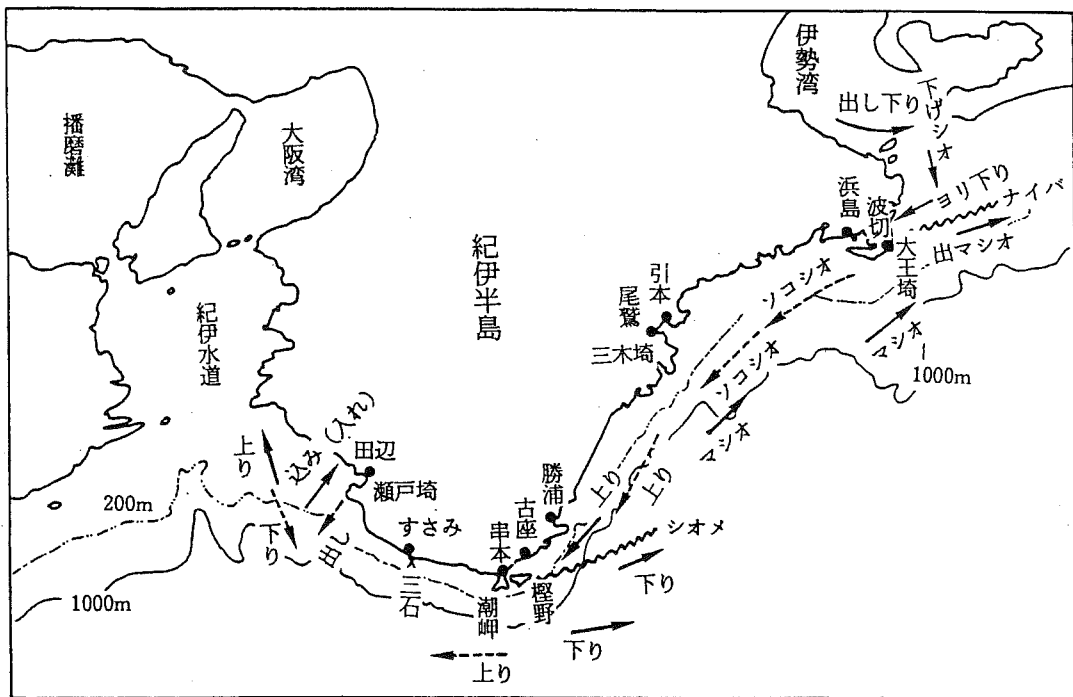 伊勢湾
出し下り
下げシオ
播磨灘
大阪湾
ヨリ下り
ナイバ
浜島
波切
大王埼
出マシオ
紀伊半島
引本
尾鷲
三木埼
ソコシオ
ソコシオ
マシオ
マシオ
1000m
紀伊水道
上り
込み(入れ)
田辺
瀬戸埼
勝浦
上り
上り
200m
下り
出し
すさみ
古座
串本
シオメ
三石
潮岬
樫野
下り
1000m
下り
上り